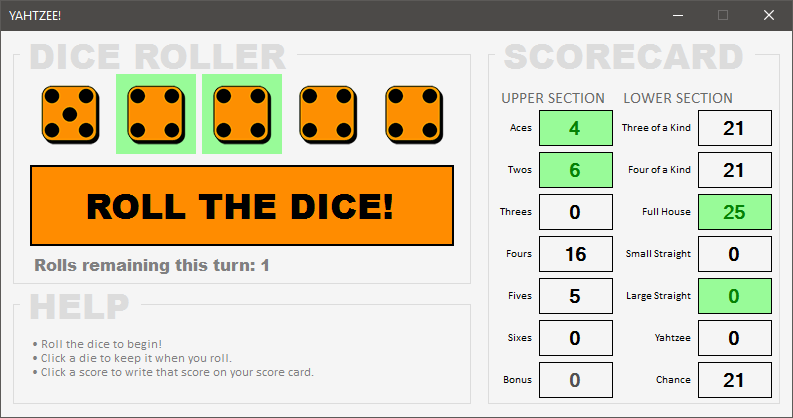 YAHTZEE!
DICE ROLLER
ROLL THE DICE!
Rolls remaining this turn: 1
HELP
• Roll the dice to begin!
• Click a die to keep it when you roll.
• Click a score to write that score on your score card.
SCORECARD
UPPER SECTION LOWER SECTION
Aces 4 Three of a Kind 21
Twos 6 Four of a Kind 21
Threes 0 Full House 25
Fours 16 Small Straight 0
Fives 5 Large Straight 0
Sixes 0 Yahtzee 0
Bonus 0 Chance 21